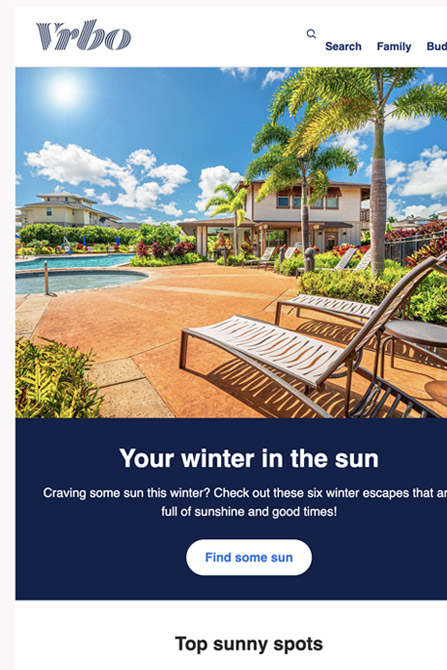 Vrbo
Search Family Bud
Your winter in the sun
Craving some sun this winter? Check out these six winter escapes that ar
full of sunshine and good times!
Find some sun
Top sunny spots